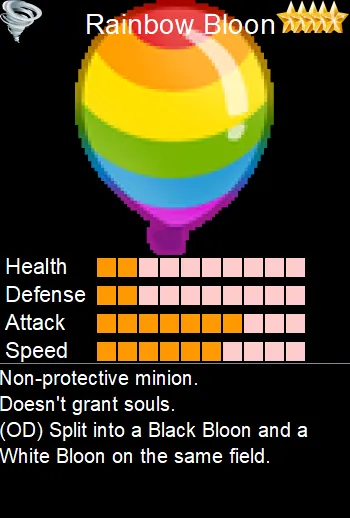 Rainbow Bloon
Health
Defense
Attack
Speed
Non-protective minion.
Doesn't grant souls.
(OD) Split into a Black Bloon and a
White Bloon on the same field.